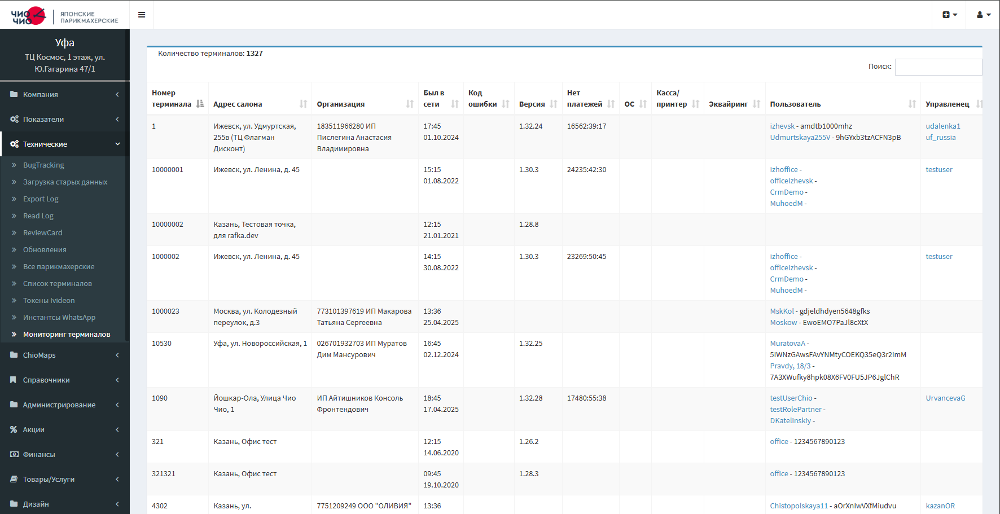 ЧИО ЧИО
ЯПОНСКИЕ
ПАРИКМАХЕРСКИЕ
Уфа
ТЦ Космос, 1 этаж, ул.
Ю.Гагарина 47/1
Компания
Показатели
Технические
BugTracking
Загрузка старых данных
Export Log
Read Log
ReviewCard
Обновления
Все парикмахерские
Список терминалов
Токены Ivideon
Инстантсы WhatsApp
Мониторинг терминалов
ChioMaps
Справочники
Администрирование
Акции
Финансы
Товары/Услуги
Дизайн
Количество терминалов: 1327
Поиск:
Номер терминала Адрес салона Организация Был в сети Код ошибки Версия Нет платежей ОС Касса/принтер Эквайринг Пользователь Управленец
1 Ижевск, ул. Удмуртская, 183511966280 ИП 17:45 1.32.24 16562:39:17 izhevsk - amdtb1000mhz udalenka1
255в (ТЦ Флагман Пислегина Анастасия 01.10.2024 Udmurtskaya255V - 9hGYxb3tzACFN3pB uf_russia
Дисконт) Владимировна
10000001 Ижевск, ул. Ленина, д. 45 15:15 1.30.3 24235:42:30 izhoffice - testuser
01.08.2022 officeIzhevsk -
CrmDemo -
MuhoedM -
10000002 Казань, Тестовая точка, 12:15 1.28.8
для rafka.dev 21.01.2021
1000002 Ижевск, ул. Ленина, д. 45 14:15 1.30.3 23269:50:45 izhoffice - testuser
30.08.2022 officeIzhevsk -
CrmDemo -
MuhoedM -
1000023 Москва, ул. Колодезный 773101397619 ИП Макарова 13:36 MskKol - gdjeldhdyen5648gfks
переулок, д.3 Татьяна Сергеевна 25.04.2025 Moskow - EwoEMO7PaJl8cXtX
10530 Уфа, ул. Новороссийская, 1 026701932703 ИП Муратов 16:45 1.32.25 MuratovaA -
Дим Мансурович 02.12.2024 5IWNzGAwsFAvYNMtyCOEKQ35eQ3r2imM
Pravdy, 18/3 -
7A3XWufky8hpk08X6FV0FU5JP6JglChR
1090 Йошкар-Ола, Улица Чио ИП Айтишников Консоль 18:45 1.32.28 17480:55:38 testUserChio - UrvancevaG
Чио, 1 Фронтендович 17.04.2025 testRolePartner -
DKatelinskiy -
321 Казань, Офис тест 12:15 1.26.2 office - 1234567890123
14.06.2020
321321 Казань, Офис тест 09:45 1.28.3 office - 1234567890123
19.10.2020
4302 Казань, ул. 7751209249 ООО "ОЛИВИЯ" 13:36 Chistopolskaya11 - aOrXnIwVXfMiudvu kazanOR